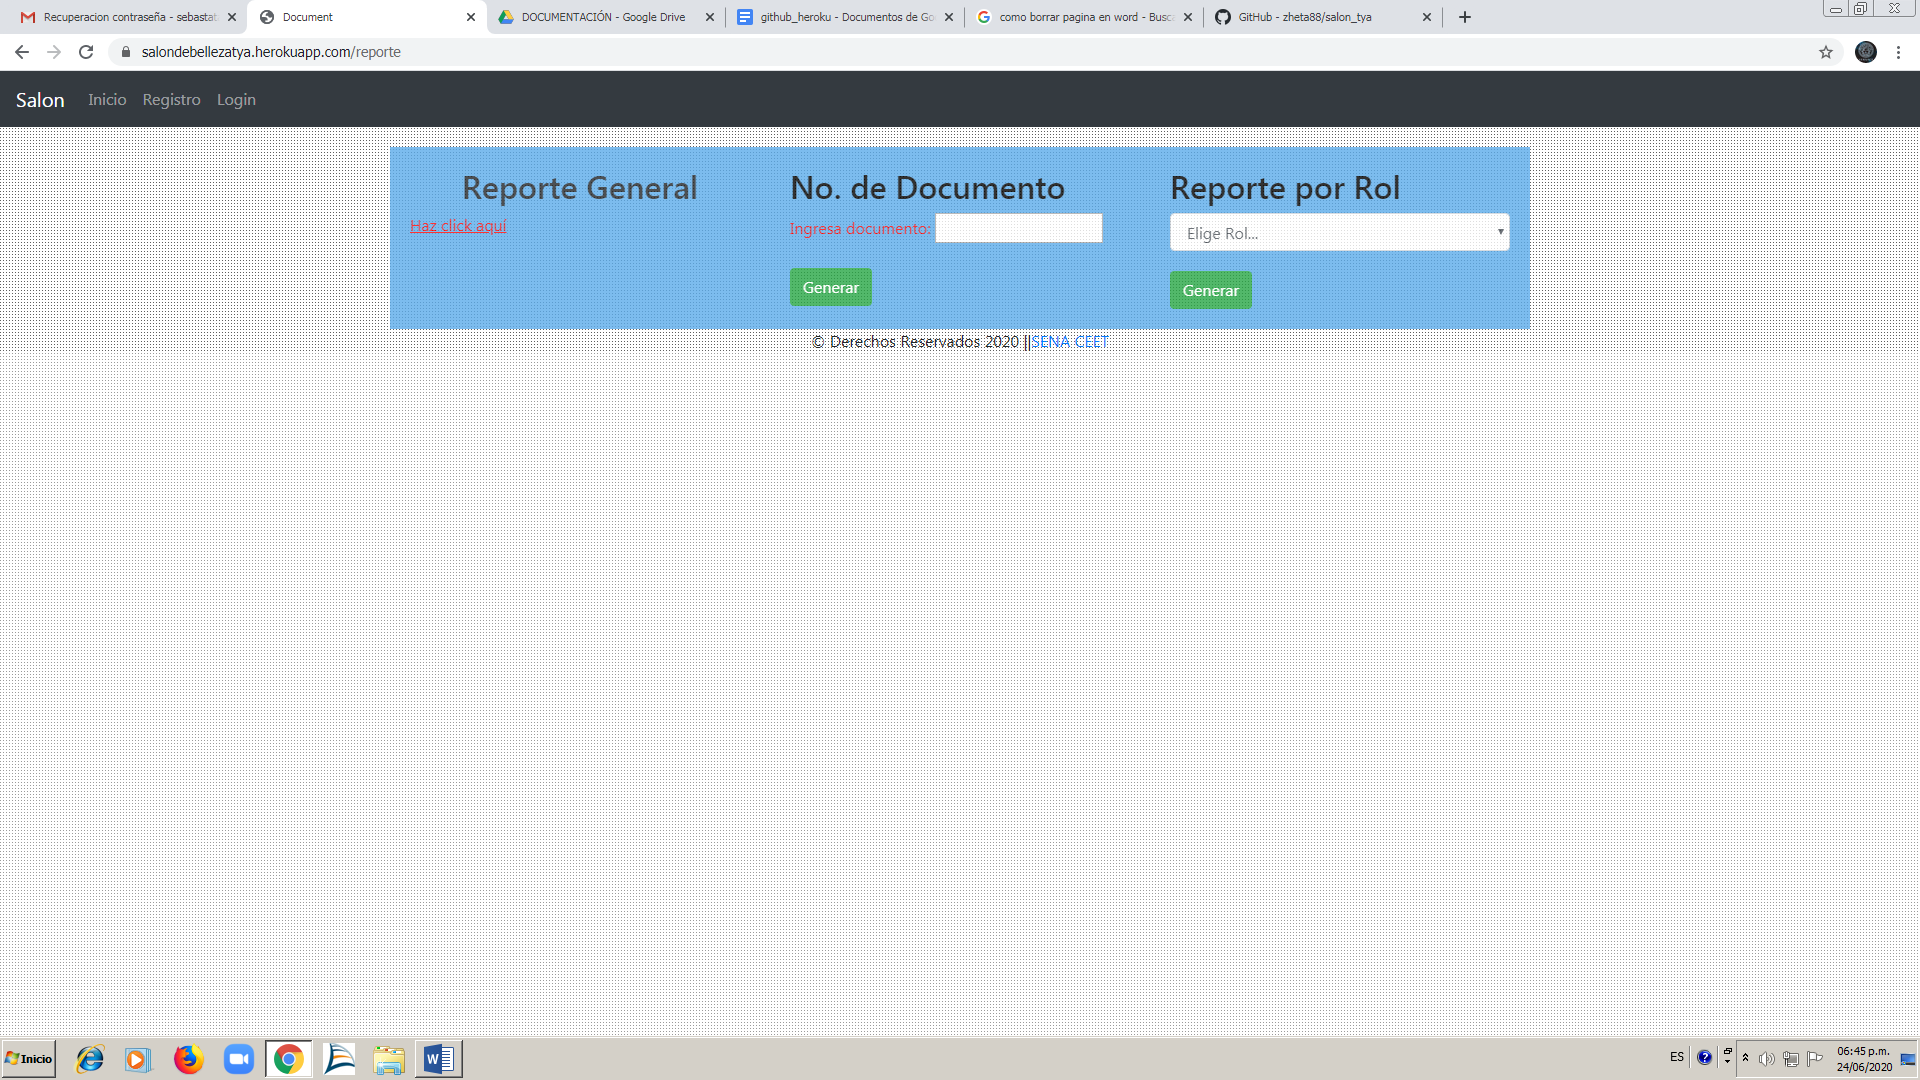 Recuperacion contraseña - sebastat
Document
DOCUMENTACIÓN - Google Drive
github_heroku - Documentos de Go
como borrar pagina en word - Busc
GitHub - zheta88/salon_tya
salondebellezatya.herokuapp.com/reporte
Salon Inicio Registro Login
Reporte General
Haz click aquí
No. de Documento
Ingresa documento:
Generar
Reporte por Rol
Elige Rol...
Generar
© Derechos Reservados 2020 ||SENA CEET
Inicio
ES
06:45 p.m.
24/06/2020